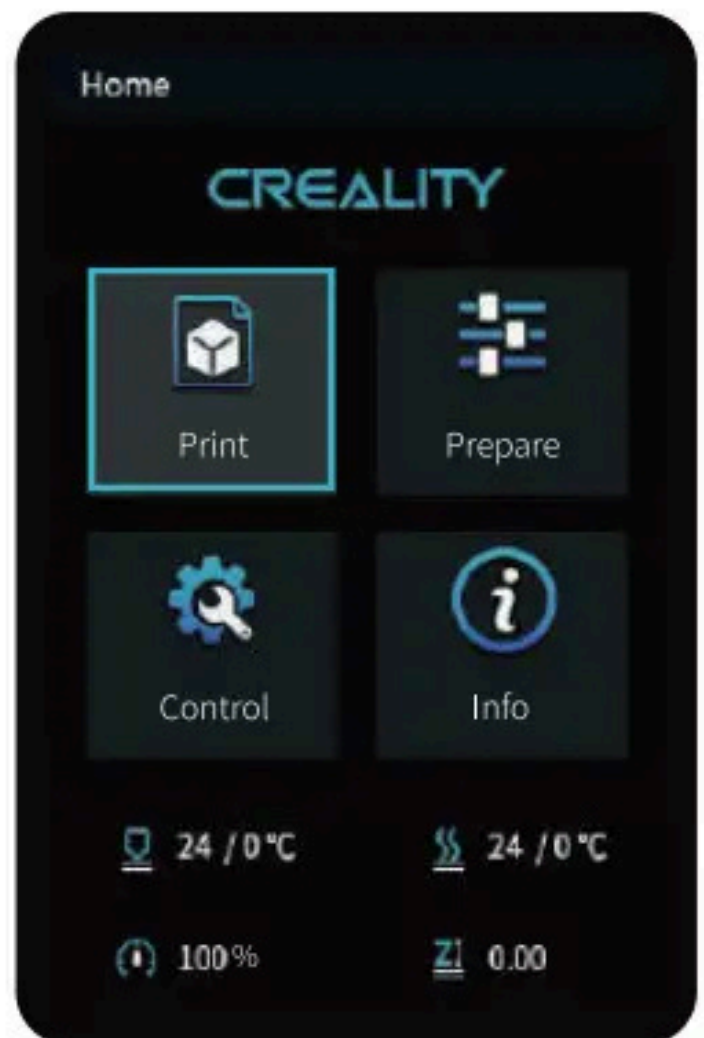 Home
CREALITY
Print
Prepare
Control
Info
24 / 0 °C
24 / 0 °C
100%
Z 0.00